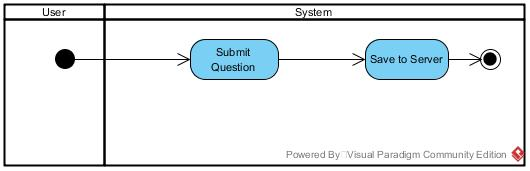 User
System
Submit
Question
Save to Server
Powered By Visual Paradigm Community Edition